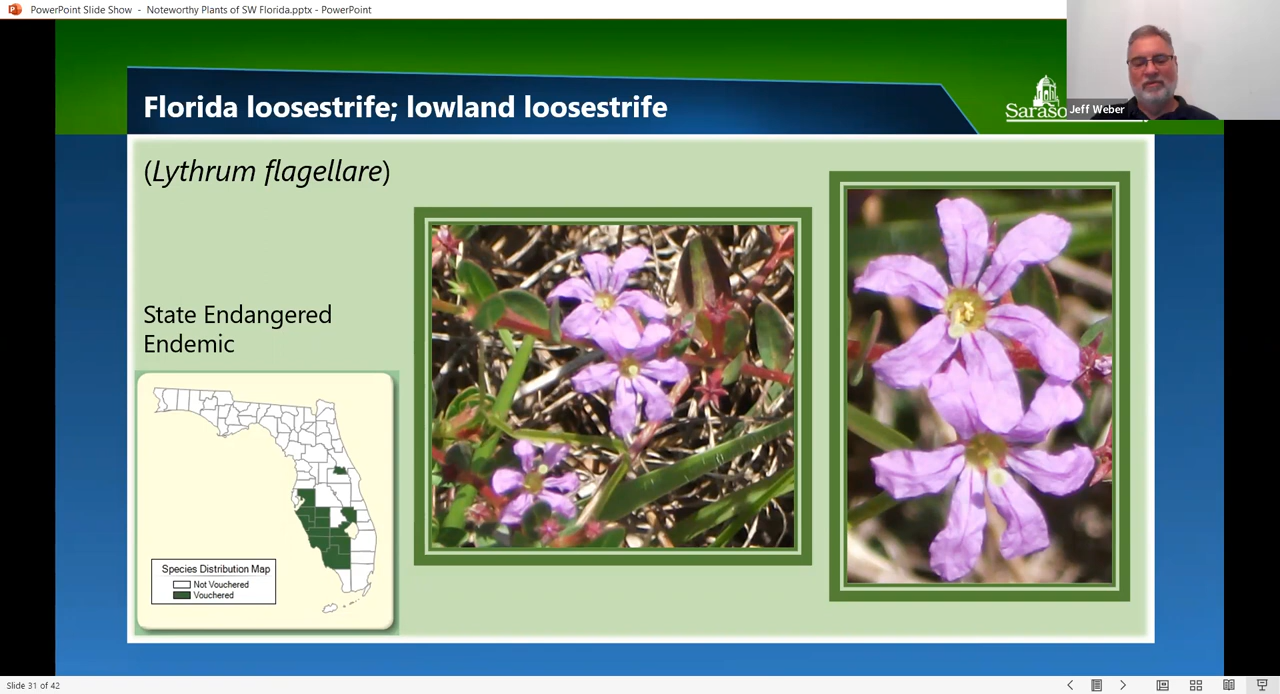 PowerPoint Slide Show - Noteworthy Plants of SW Florida.pptx - PowerPoint
Florida loosestrife; lowland loosestrife
Saraso
Jeff Weber
(Lythrum flagellare)
State Endangered
Endemic
Species Distribution Map
Not Vouchered
Vouchered
Slide 31 of 42